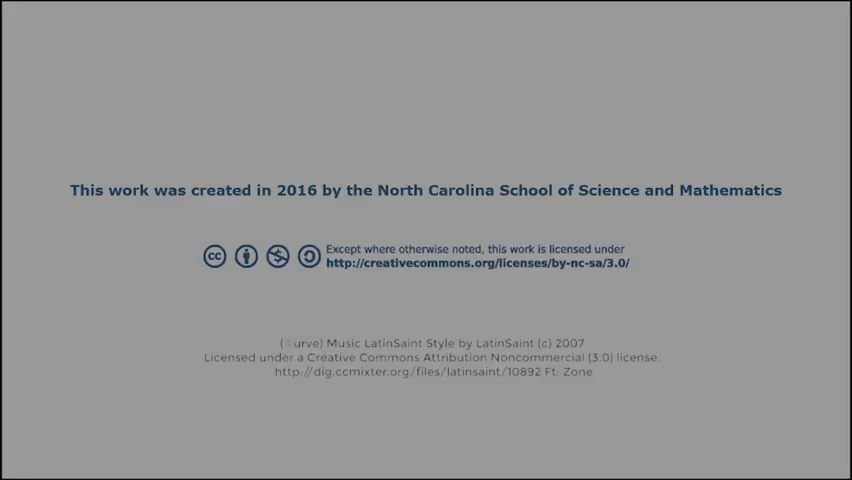 This work was created in 2016 by the North Carolina School of Science and Mathematics
cc
Except where otherwise noted, this work is licensed under
http://creativecommons.org/licenses/by-nc-sa/3.0/
Music LatinSaint Style by LatinSaint (c) 2007
Licensed under a Creative Commons Attribution Noncommercial (3.0) license.
http://dig.ccmixter.org/files/latinsaint/10892 Ft: Zone